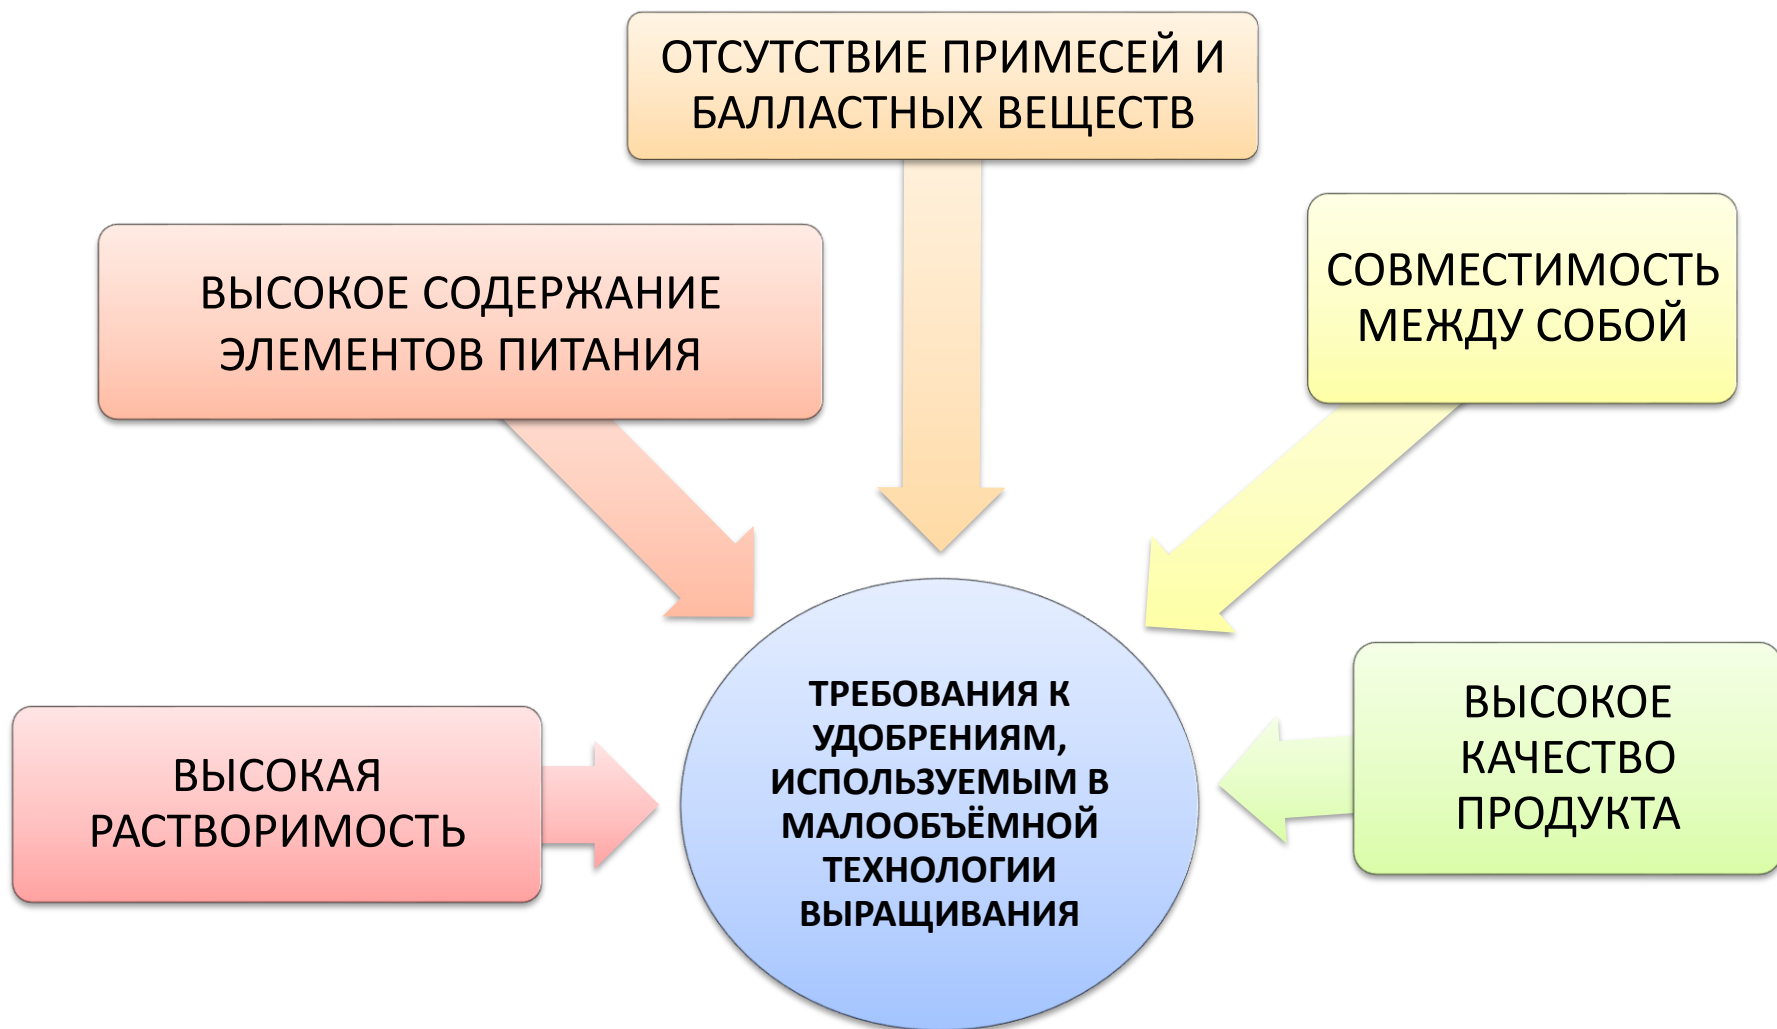 ОТСУТСТВИЕ ПРИМЕСЕЙ И
БАЛЛАСТНЫХ ВЕЩЕСТВ
ВЫСОКОЕ СОДЕРЖАНИЕ
ЭЛЕМЕНТОВ ПИТАНИЯ
СОВМЕСТИМОСТЬ
МЕЖДУ СОБОЙ
ВЫСОКАЯ
РАСТВОРИМОСТЬ
ТРЕБОВАНИЯ К
УДОБРЕНИЯМ,
ИСПОЛЬЗУЕМЫМ В
МАЛООБЪЁМНОЙ
ТЕХНОЛОГИИ
ВЫРАЩИВАНИЯ
ВЫСОКОЕ
КАЧЕСТВО
ПРОДУКТА